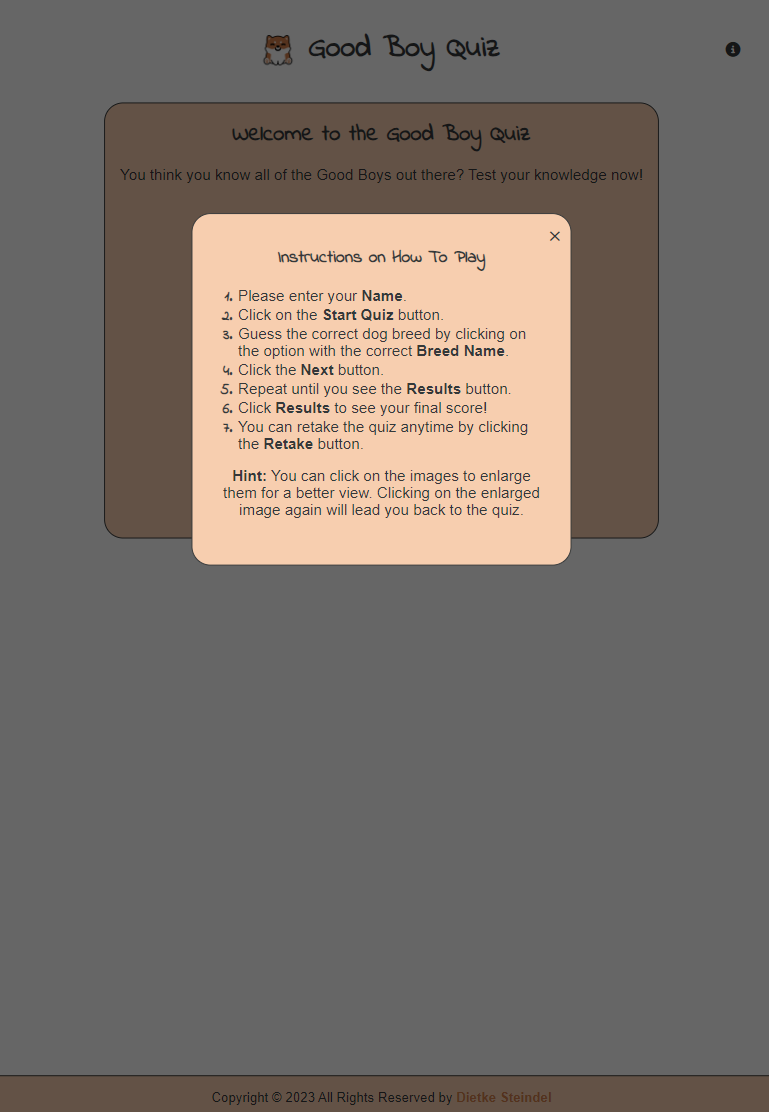 Good Boy Quiz
Welcome to the Good Boy Quiz
You think you know all of the Good Boys out there? Test your knowledge now!
Instructions on How To Play
1. Please enter your Name.
2. Click on the Start Quiz button.
3. Guess the correct dog breed by clicking on
the option with the correct Breed Name.
4. Click the Next button.
5. Repeat until you see the Results button.
6. Click Results to see your final score!
7. You can retake the quiz anytime by clicking
the Retake button.
Hint: You can click on the images to enlarge
them for a better view. Clicking on the enlarged
image again will lead you back to the quiz.
Copyright © 2023 All Rights Reserved by Dietke Steindel